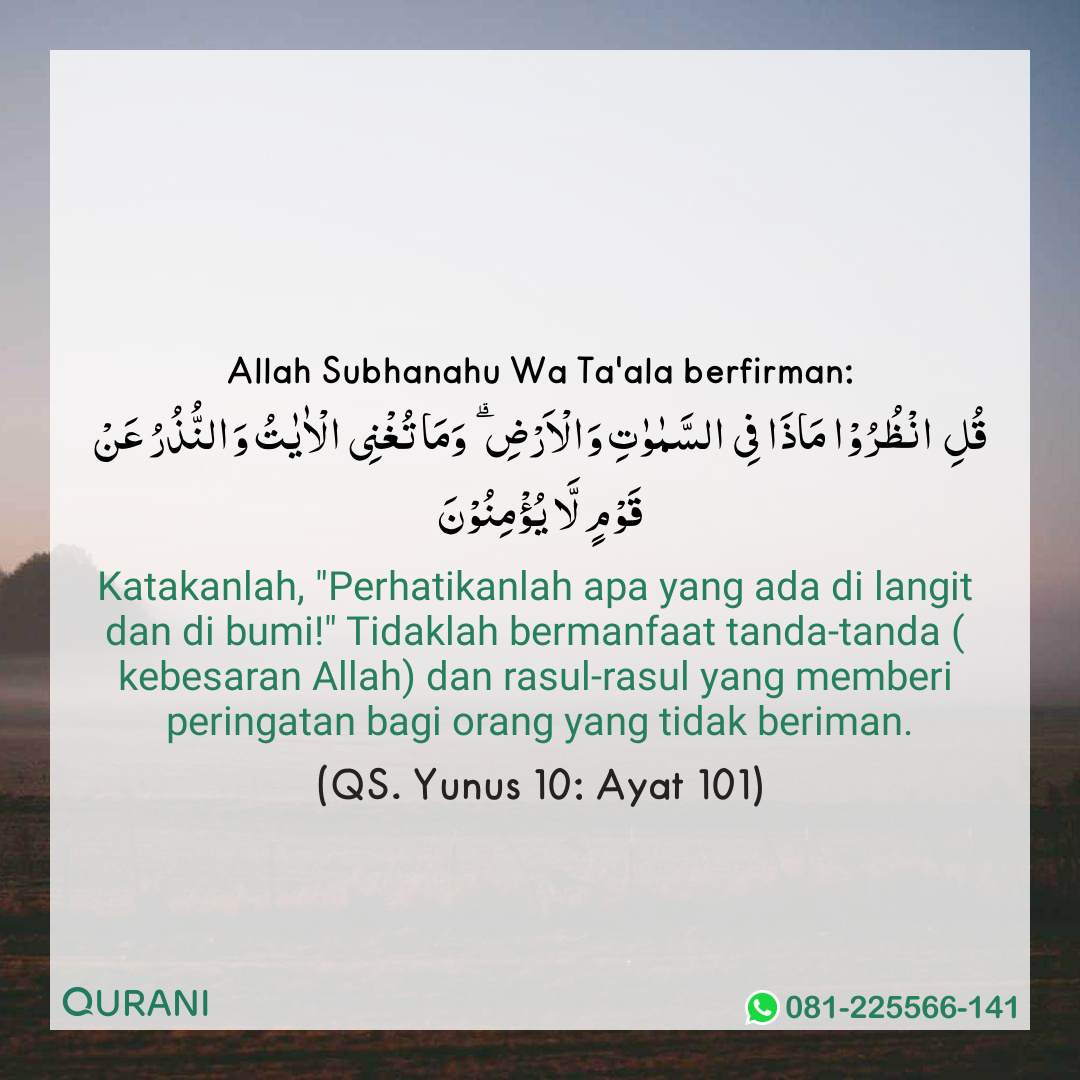 Allah Subhanahu Wa Ta'ala berfirman:
قُلِ انْظُرُوْا مَاذَا فِى السَّمٰوٰتِ وَالْاَرْضِ ۗ وَمَا تُغْنِى الْاٰيٰتُ وَالنُّذُرُ عَنْ
قَوْمٍ لَّا يُؤْمِنُوْنَ
Katakanlah, "Perhatikanlah apa yang ada di langit
dan di bumi!" Tidaklah bermanfaat tanda-tanda (
kebesaran Allah) dan rasul-rasul yang memberi
peringatan bagi orang yang tidak beriman.
(QS. Yunus 10: Ayat 101)
QURANI
081-225566-141